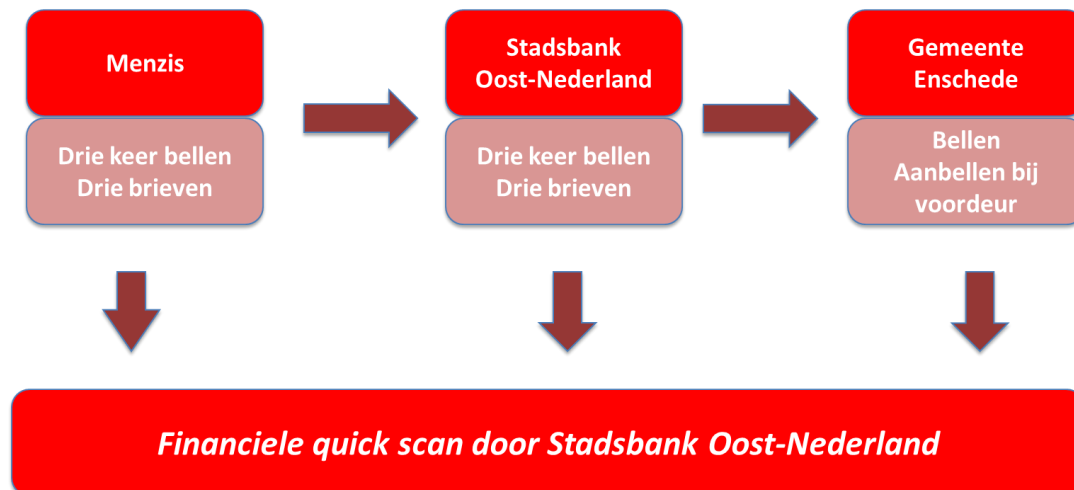 Menzis
Drie keer bellen
Drie brieven
Stadsbank
Oost-Nederland
Drie keer bellen
Drie brieven
Gemeente
Enschede
Bellen
Aanbellen bij
voordeur
Financiele quick scan door Stadsbank Oost-Nederland